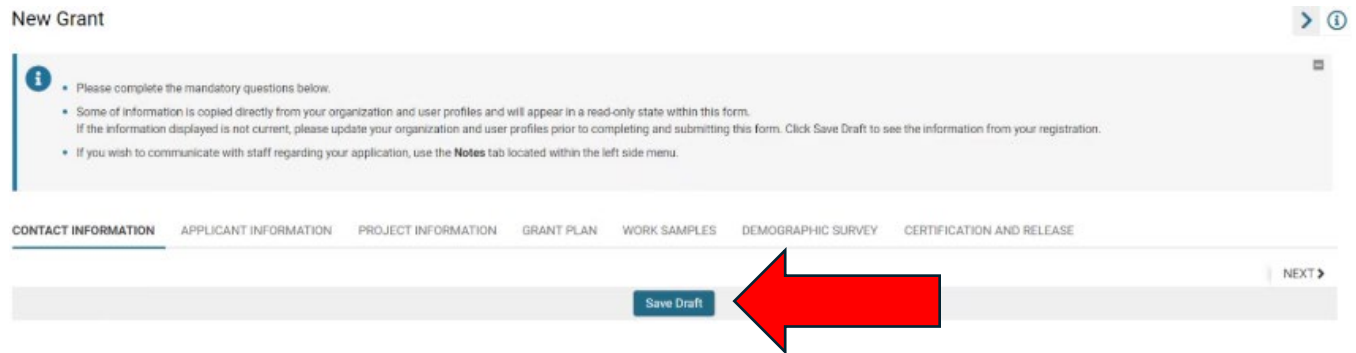 New Grant
Please complete the mandatory questions below.
Some of information is copied directly from your organization and user profiles and will appear in a read-only state within this form.
If the information displayed is not current, please update your organization and user profiles prior to completing and submitting this form. Click Save Draft to see the information from your registration.
If you wish to communicate with staff regarding your application, use the Notes tab located within the left side menu.
CONTACT INFORMATION APPLICANT INFORMATION PROJECT INFORMATION GRANT PLAN WORK SAMPLES DEMOGRAPHIC SURVEY CERTIFICATION AND RELEASE
NEXT
Save Draft